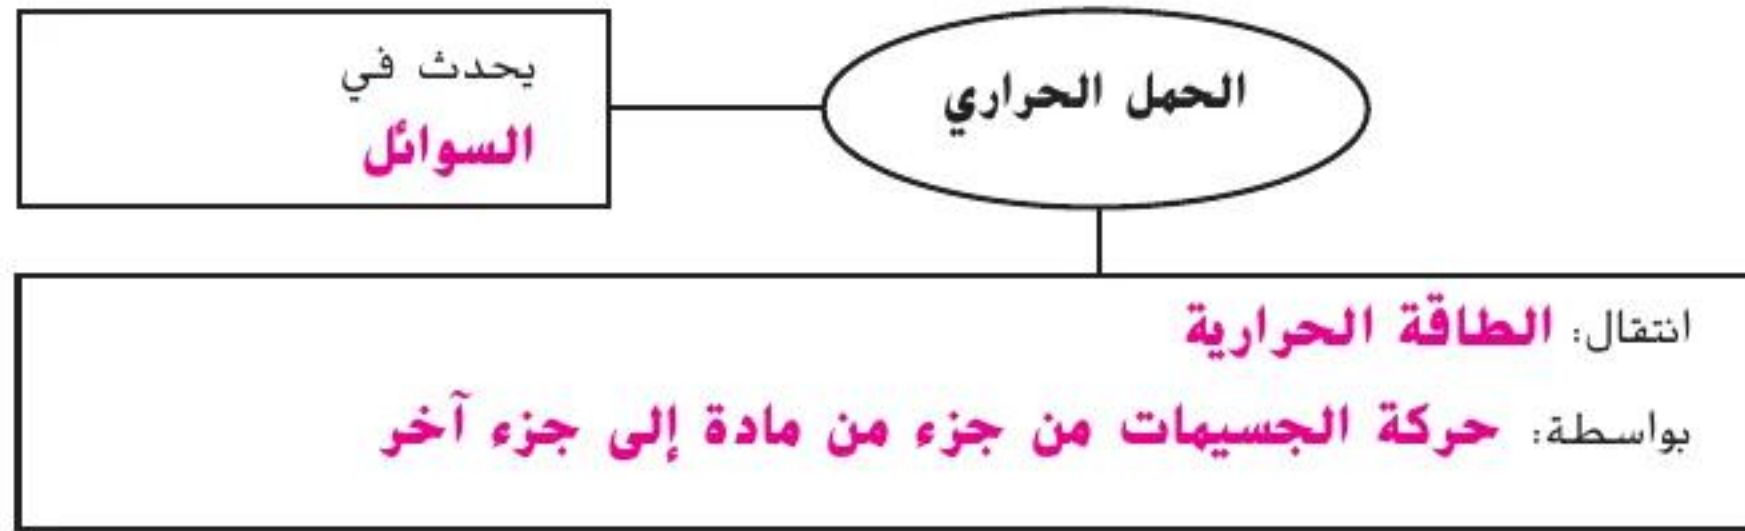 الحمل الحراري
يحدث في
السوائل
انتقال: الطاقة الحرارية
بواسطة: حركة الجسيمات من جزء من مادة إلى جزء آخر